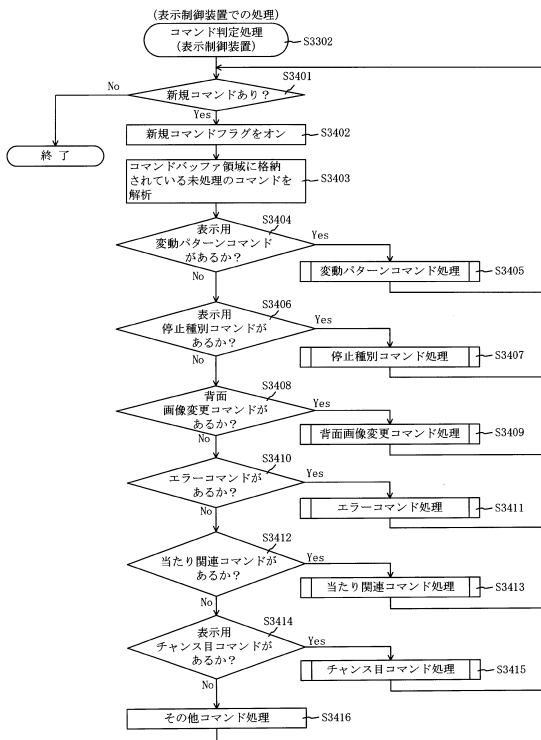 (表示制御装置での処理)
コマンド判定処理
(表示制御装置)
S3302
S3401
新規コマンドあり？
No
Yes
終 了
新規コマンドフラグをオン
S3402
コマンドバッファ領域に格納
されている未処理のコマンドを
解析
S3403
S3404
表示用
変動パターンコマンド
があるか？
Yes
No
変動パターンコマンド処理
S3405
S3406
表示用
停止種別コマンドが
あるか？
Yes
No
停止種別コマンド処理
S3407
S3408
背面
画像変更コマンドが
あるか？
Yes
No
背面画像変更コマンド処理
S3409
S3410
エラーコマンドが
あるか？
Yes
No
エラーコマンド処理
S3411
S3412
当たり関連コマンドが
あるか？
Yes
No
当たり関連コマンド処理
S3413
S3414
表示用
チャンス目コマンドが
あるか？
Yes
No
チャンス目コマンド処理
S3415
その他コマンド処理
S3416